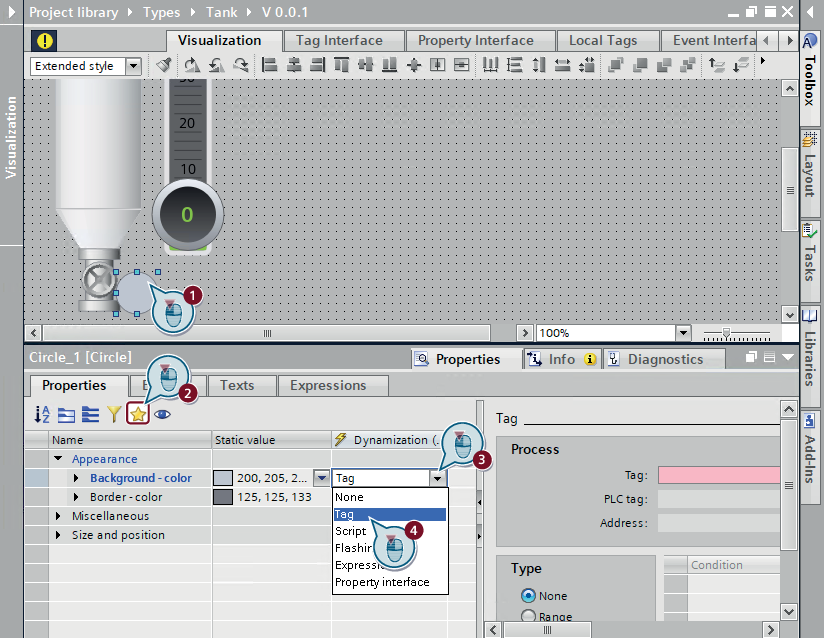 Project library ▸ Types ▸ Tank ▸ V 0.0.1
Visualization
Tag Interface
Property Interface
Local Tags
Event Interfa
Extended style
Visualization
20
10
0
1
100%
Toolbox
Layout
Tasks
Libraries
Add-Ins
Circle_1 [Circle]
Properties
Info
Diagnostics
Properties
E
Texts
Expressions
2
Name
Static value
Dynamization (.
Appearance
Background - color
200, 205, 2...
Tag
3
Border - color
125, 125, 133
None
Miscellaneous
Tag
Size and position
Script
4
Flashin
Expressi
Property interface
Tag
Process
Tag:
PLC tag:
Address:
Type
None
Range
Condition